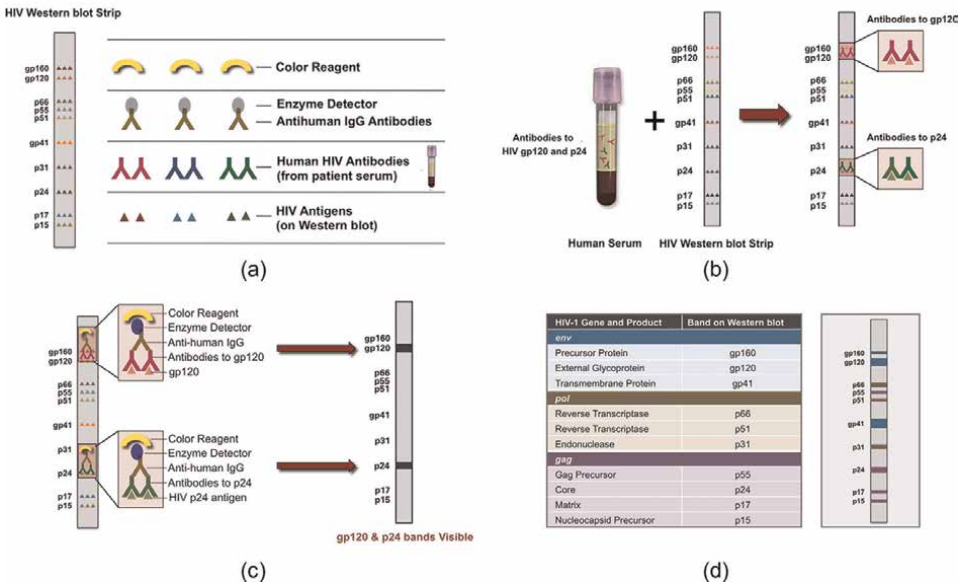 HIV Western blot Strip
gp160
gp120
p66
p55
p51
gp41
p31
p24
p17
p15
Color Reagent
Enzyme Detector
Antihuman IgG Antibodies
Human HIV Antibodies
(from patient serum)
HIV Antigens
(on Western blot)
(a)
Antibodies to
HIV gp120 and p24
Human Serum
gp160
gp120
p66
p55
p51
gp41
p31
p24
p17
p15
HIV Western blot Strip
gp160
gp120
p66
p55
p51
gp41
p31
p24
p17
p15
Antibodies to gp12C
Antibodies to p24
(b)
gp160
gp120
p66
p55
p51
gp41
p31
p24
p17
p15
Color Reagent
Enzyme Detector
Anti-human IgG
Antibodies to gp120
gp120
Color Reagent
Enzyme Detector
Anti-human IgG
Antibodies to p24
HIV p24 antigen
gp160
gp120
p66
p55
p51
gp41
p31
p24
p17
p15
gp120 & p24 bands Visible
(c)
HIV-1 Gene and Product Band on Western blot
env
Precursor Protein gp160
External Glycoprotein gp120
Transmembrane Protein gp41
pol
Reverse Transcriptase p66
Reverse Transcriptase p51
Endonuclease p31
gag
Gag Precursor p55
Core p24
Matrix p17
Nucleocapsid Precursor p15
gp160
gp120
p66
p55
p51
gp41
p31
p24
p17
p15
(d)